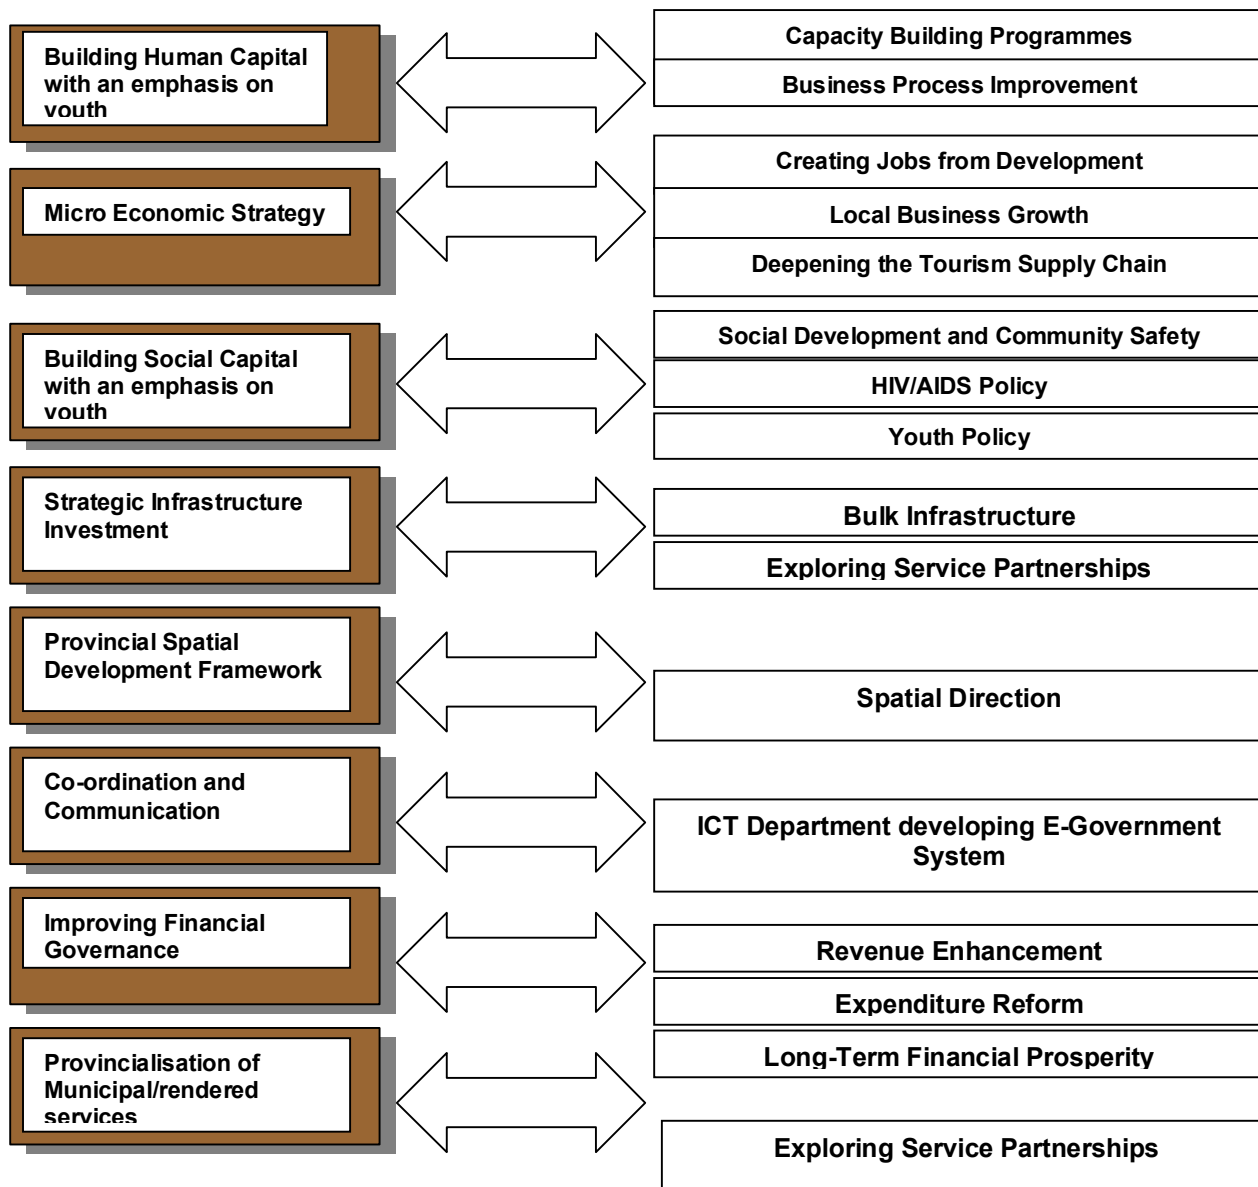 Building Human Capital
with an emphasis on
youth
Capacity Building Programmes
Business Process Improvement
Micro Economic Strategy
Creating Jobs from Development
Local Business Growth
Deepening the Tourism Supply Chain
Building Social Capital
with an emphasis on
youth
Social Development and Community Safety
HIV/AIDS Policy
Youth Policy
Strategic Infrastructure
Investment
Bulk Infrastructure
Exploring Service Partnerships
Provincial Spatial
Development Framework
Spatial Direction
Co-ordination and
Communication
ICT Department developing E-Government
System
Improving Financial
Governance
Revenue Enhancement
Expenditure Reform
Long-Term Financial Prosperity
Provincialisation of
Municipal/rendered
services
Exploring Service Partnerships